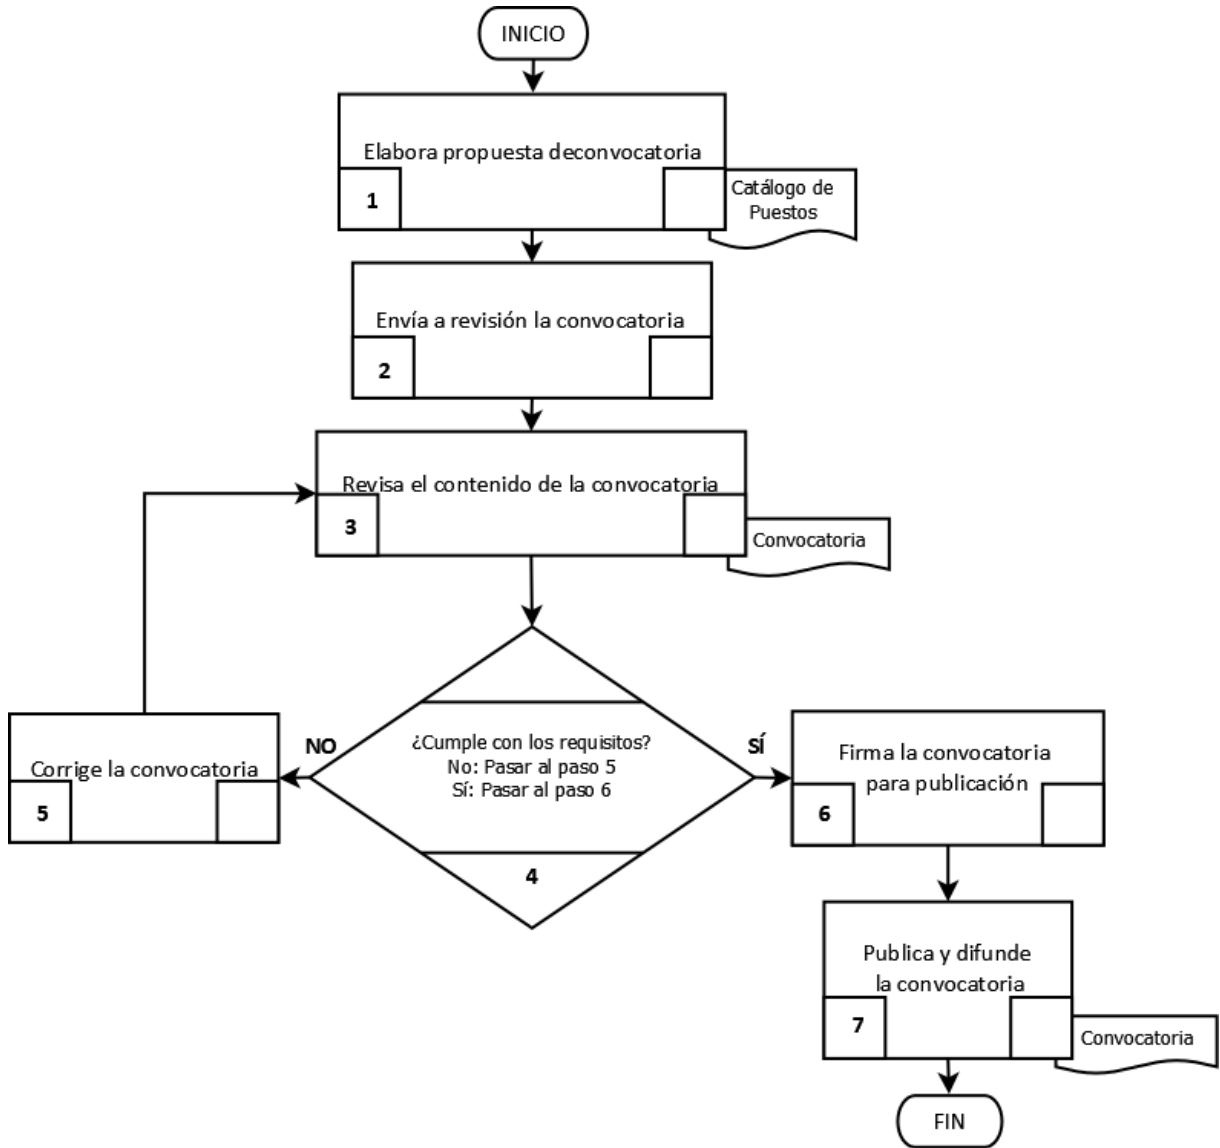 INICIO
Elabora propuesta deconvocatoria
1
Catálogo de
Puestos
Envía a revisión la convocatoria
2
Revisa el contenido de la convocatoria
3
Convocatoria
¿Cumple con los requisitos?
No: Pasar al paso 5
Sí: Pasar al paso 6
4
NO
SÍ
Corrige la convocatoria
5
Firma la convocatoria
para publicación
6
Publica y difunde
la convocatoria
7
Convocatoria
FIN